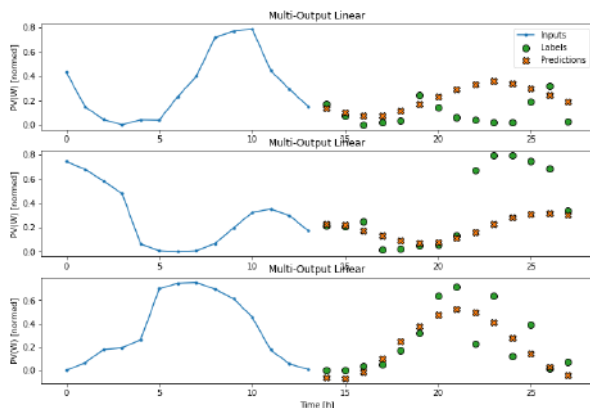 Multi-Output Linear
PV(W) [normed]
0.8
0.6
0.4
0.2
0.0
Inputs
Labels
Predictions
0 5 10 15 20 25
Multi-Output Linear
PV(W) [normed]
0.8
0.6
0.4
0.2
0.0
0 5 10 15 20 25
Multi-Output Linear
PV(W) [normed]
0.6
0.4
0.2
0.0
0 5 10 15 20 25
Time [h]